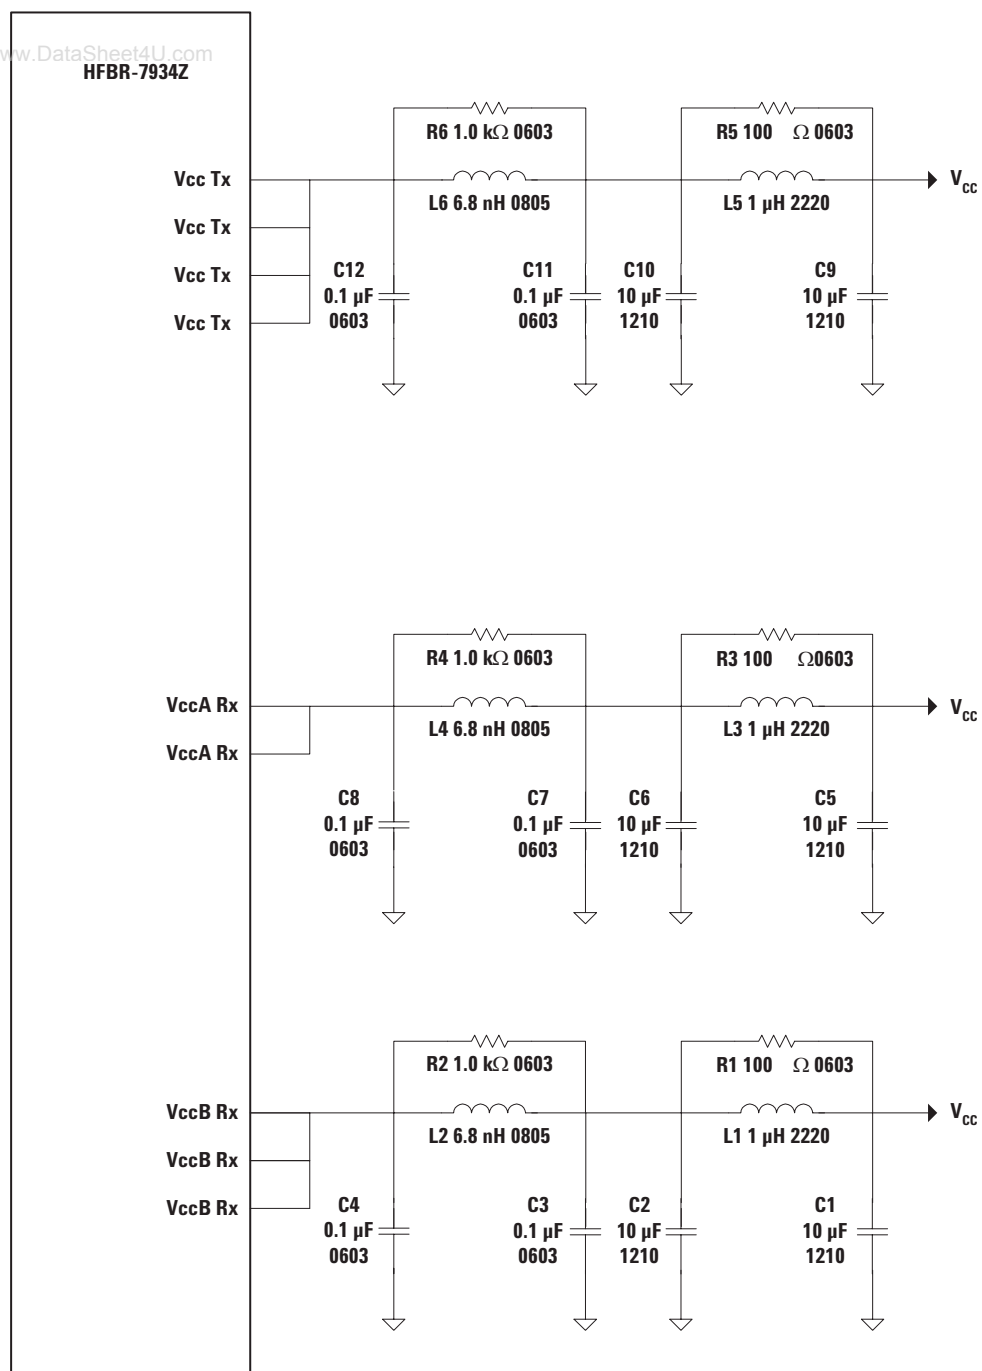 ww.DataSheet4U.com
HFBR-7934Z
R6 1.0 kΩ 0603
R5 100 Ω 0603
Vcc Tx
V_CC
L6 6.8 nH 0805
L5 1 µH 2220
Vcc Tx
Vcc Tx
Vcc Tx
C12
0.1 µF
0603
C11
0.1 µF
0603
C10
10 µF
1210
C9
10 µF
1210
R4 1.0 kΩ 0603
R3 100 Ω0603
VccA Rx
V_CC
L4 6.8 nH 0805
L3 1 µH 2220
VccA Rx
C8
0.1 µF
0603
C7
0.1 µF
0603
C6
10 µF
1210
C5
10 µF
1210
R2 1.0 kΩ 0603
R1 100 Ω 0603
VccB Rx
V_CC
L2 6.8 nH 0805
L1 1 µH 2220
VccB Rx
VccB Rx
C4
0.1 µF
0603
C3
0.1 µF
0603
C2
10 µF
1210
C1
10 µF
1210